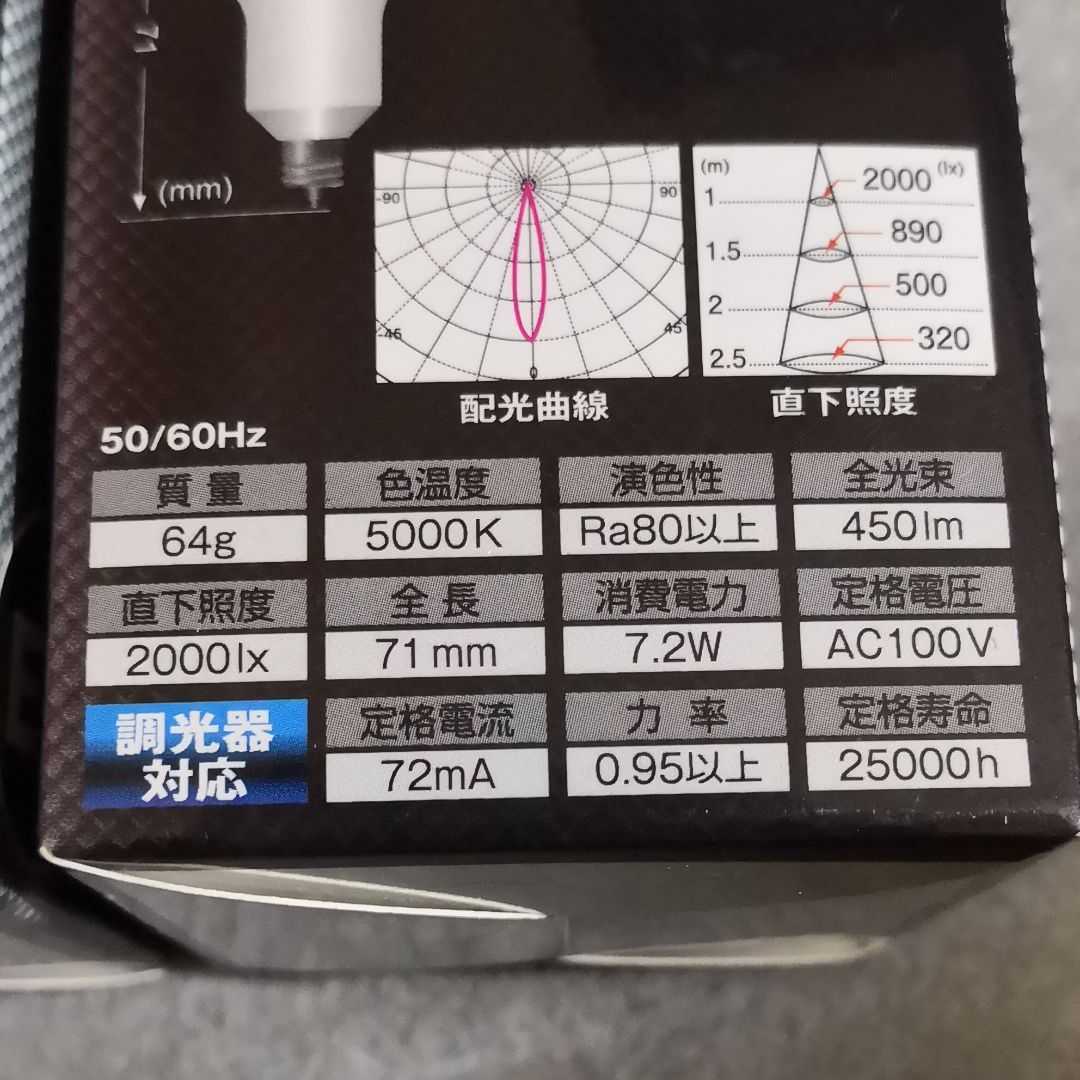 (mm)
-90
90
-45
45
0
配光曲線
(m)
(lx)
1
2000
1.5
890
2
500
2.5
320
直下照度
50/60Hz
質量
64g
色温度
5000K
演色性
Ra80以上
全光束
450lm
直下照度
2000lx
全長
71mm
消費電力
7.2W
定格電圧
AC100V
調光器
対応
定格電流
72mA
力率
0.95以上
定格寿命
25000h